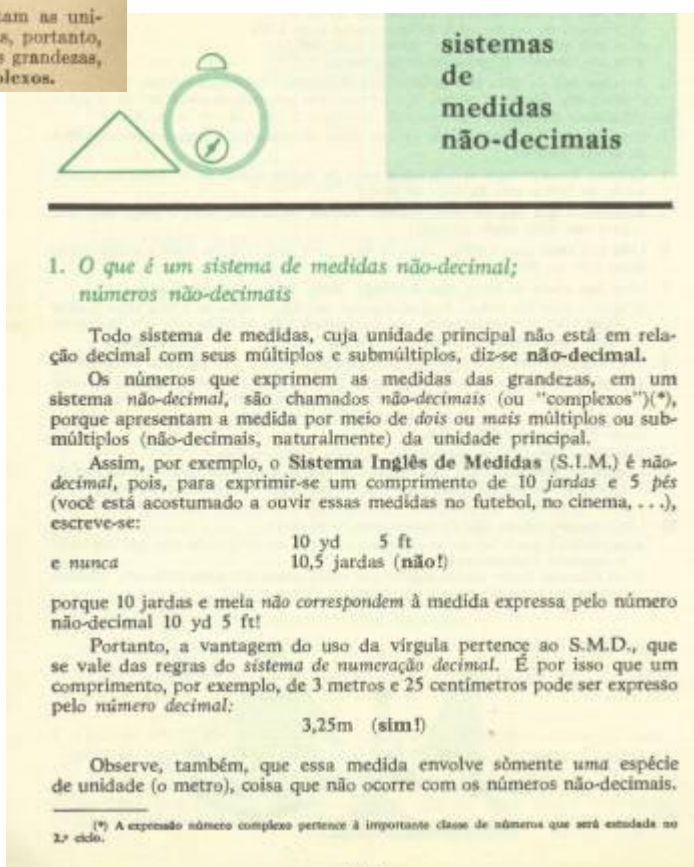 tam as uni-
s, portanto,
s grandezas,
plexos.
sistemas
de
medidas
não-decimais
1. O que é um sistema de medidas não-decimal;
números não-decimais
Todo sistema de medidas, cuja unidade principal não está em rela-
ção decimal com seus múltiplos e submúltiplos, diz-se não-decimal.
Os números que exprimem as medidas das grandezas, em um
sistema não-decimal, são chamados não-decimais (ou "complexos")(*),
porque apresentam a medida por meio de dois ou mais múltiplos ou sub-
múltiplos (não-decimais, naturalmente) da unidade principal.
Assim, por exemplo, o Sistema Inglês de Medidas (S.I.M.) é não-
decimal, pois, para exprimir-se um comprimento de 10 jardas e 5 pés
(você está acostumado a ouvir essas medidas no futebol, no cinema, ...),
escreve-se:
10 yd 5 ft
e nunca 10,5 jardas (não!)
porque 10 jardas e meia não correspondem à medida expressa pelo número
não-decimal 10 yd 5 ft!
Portanto, a vantagem do uso da vírgula pertence ao S.M.D., que
se vale das regras do sistema de numeração decimal. É por isso que um
comprimento, por exemplo, de 3 metros e 25 centímetros pode ser expresso
pelo número decimal:
3,25m (sim!)
Observe, também, que essa medida envolve sòmente uma espécie
de unidade (o metro), coisa que não ocorre com os números não-decimais.
(*) A expressão número complexo pertence à importante classe de números que será estudada no
2.º ciclo.